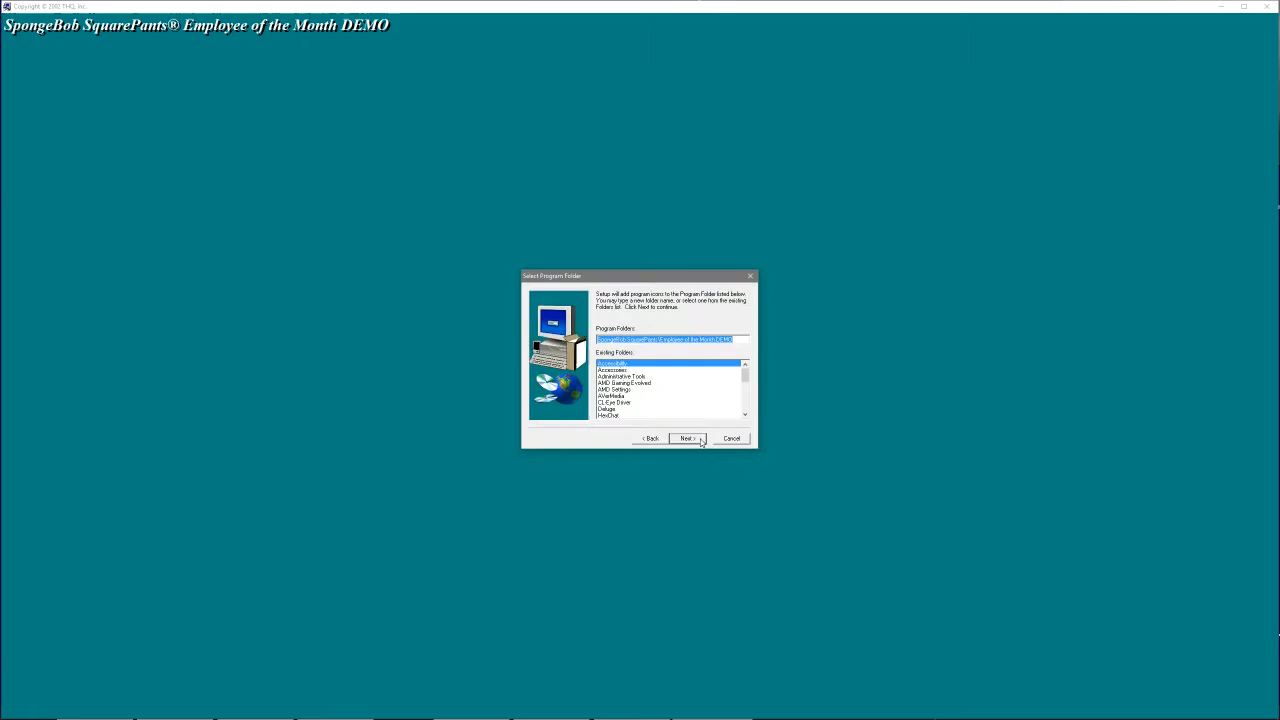 Copyright © 2002 THQ, Inc.
SpongeBob SquarePants® Employee of the Month DEMO
Select Program Folder
Setup will add program icons to the Program Folder listed below.
You may type a new folder name, or select one from the existing
Folders list. Click Next to continue.
Program Folders:
SpongeBob SquarePants\Employee of the Month DEMO
Existing Folders:
Accessibility
Accessories
Administrative Tools
AMD Gaming Evolved
AMD Settings
AVerMedia
CL-Eye Driver
Deluge
HexChat
< Back
Next >
Cancel